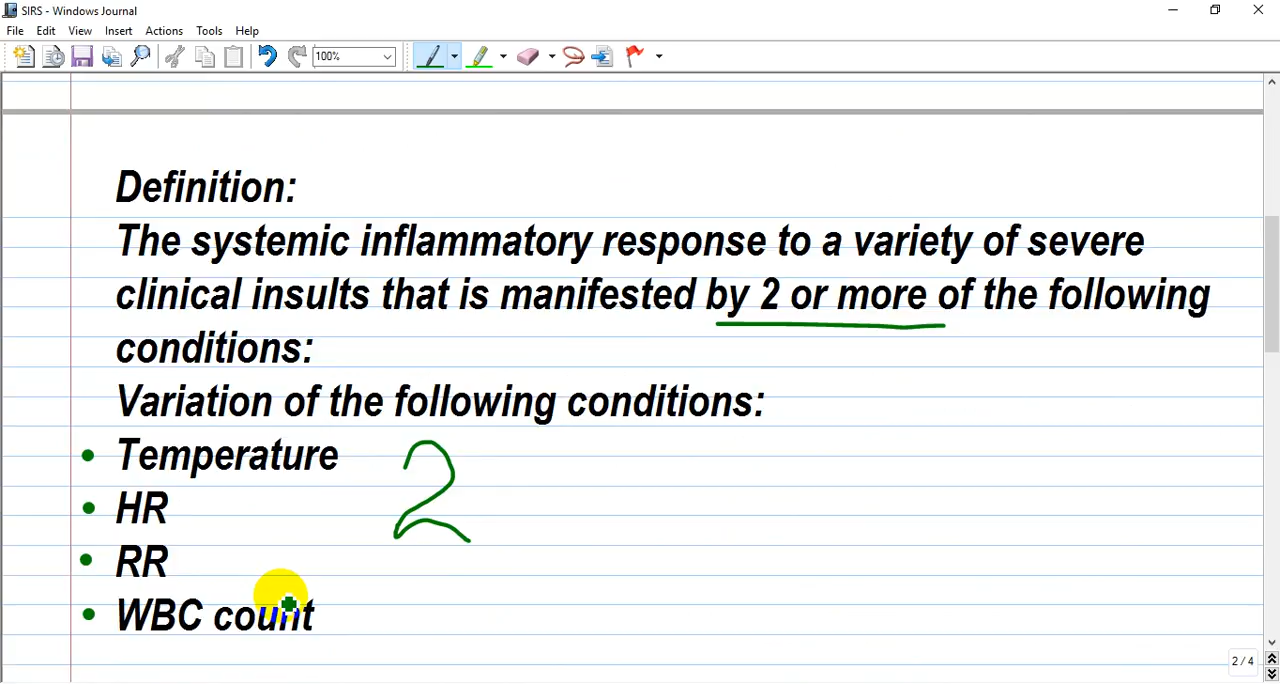 SIRS - Windows Journal
File Edit View Insert Actions Tools Help
100%
Definition:
The systemic inflammatory response to a variety of severe
clinical insults that is manifested by 2 or more of the following
conditions:
Variation of the following conditions:
• Temperature
2
• HR
• RR
• WBC count
2 / 4